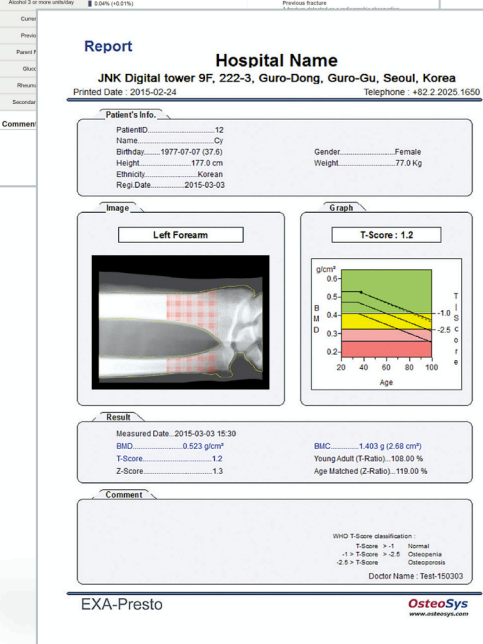 Alcohol 3 or more units/day 0.04% (+0.01%)
Previous fracture
Comment
Report
Hospital Name
JNK Digital tower 9F, 222-3, Guro-Dong, Guro-Gu, Seoul, Korea
Printed Date : 2015-02-24 Telephone : +82.2.2025.1650
Patient's Info.
PatientID..............................12
Name..............................Cy
Birthday........1977-07-07 (37.6) Gender........................Female
Height........................177.0 cm Weight........................77.0 Kg
Ethnicity........................Korean
Regi.Date...............2015-03-03
Image
Graph
Left Forearm
T-Score : 1.2
g/cm²
0.6
0.5
0.4
0.3
0.2
BMD
T-Score
-1.0
-2.5
20 40 60 80 100
Age
Result
Measured Date...2015-03-03 15:30
BMD.......................0.523 g/cm² BMC.............1.403 g (2.68 cm²)
T-Score..............................1.2 Young Adult (T-Ratio)...108.00 %
Z-Score..............................1.3 Age Matched (Z-Ratio)...119.00 %
Comment
WHO T-Score classification :
T-Score > -1 Normal
-1 > T-Score > -2.5 Osteopenia
-2.5 > T-Score Osteoporosis
Doctor Name : Test-150303
EXA-Presto
OsteoSys
www.osteosys.com